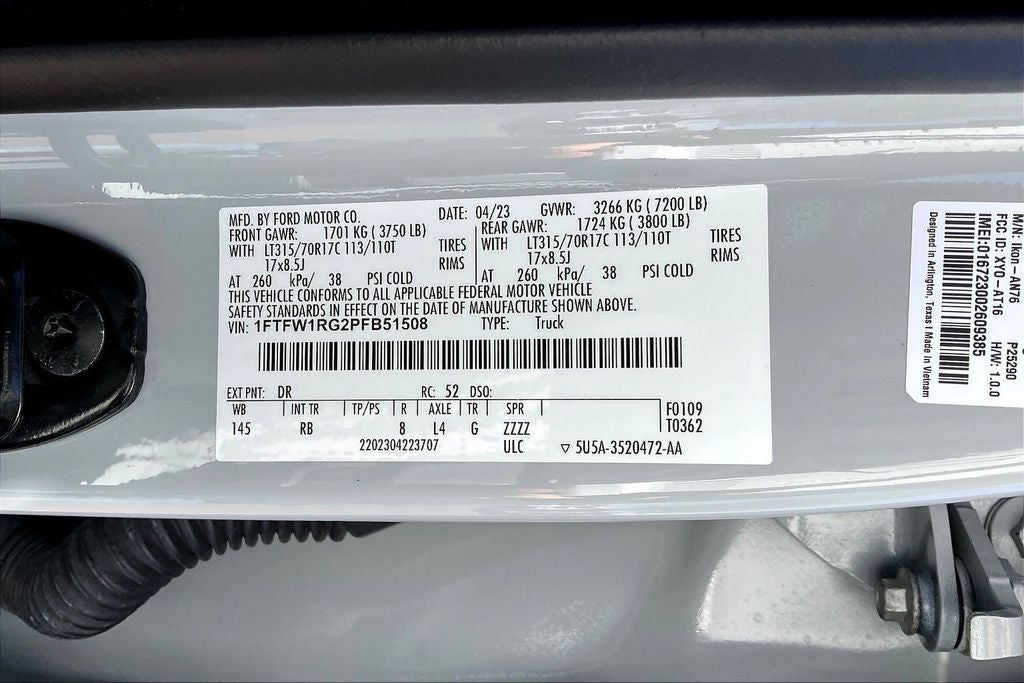 MFD. BY FORD MOTOR CO. DATE: 04/23 GVWR: 3266 KG ( 7200 LB)
FRONT GAWR: 1701 KG ( 3750 LB) REAR GAWR: 1724 KG ( 3800 LB)
WITH LT315/70R17C 113/110T TIRES WITH LT315/70R17C 113/110T TIRES
17x8.5J RIMS 17x8.5J RIMS
AT 260 kPa/ 38 PSI COLD AT 260 kPa/ 38 PSI COLD
THIS VEHICLE CONFORMS TO ALL APPLICABLE FEDERAL MOTOR VEHICLE
SAFETY STANDARDS IN EFFECT ON THE DATE OF MANUFACTURE SHOWN ABOVE.
VIN: 1FTFW1RG2PFB51508 TYPE: Truck
EXT PNT: DR RC: 52 DSO:
WB INT TR TP/PS R AXLE TR SPR F0109
145 RB 8 L4 G ZZZZ T0362
2202304223707 ULC ▽ 5U5A-3520472-AA
M/N: Ikon-AN76 P25290
FCC ID: XYO-AT16 H/W: 1.0.0
IMEI:016723002609385
Designed in Arlington, Texas I Made in Vietnam